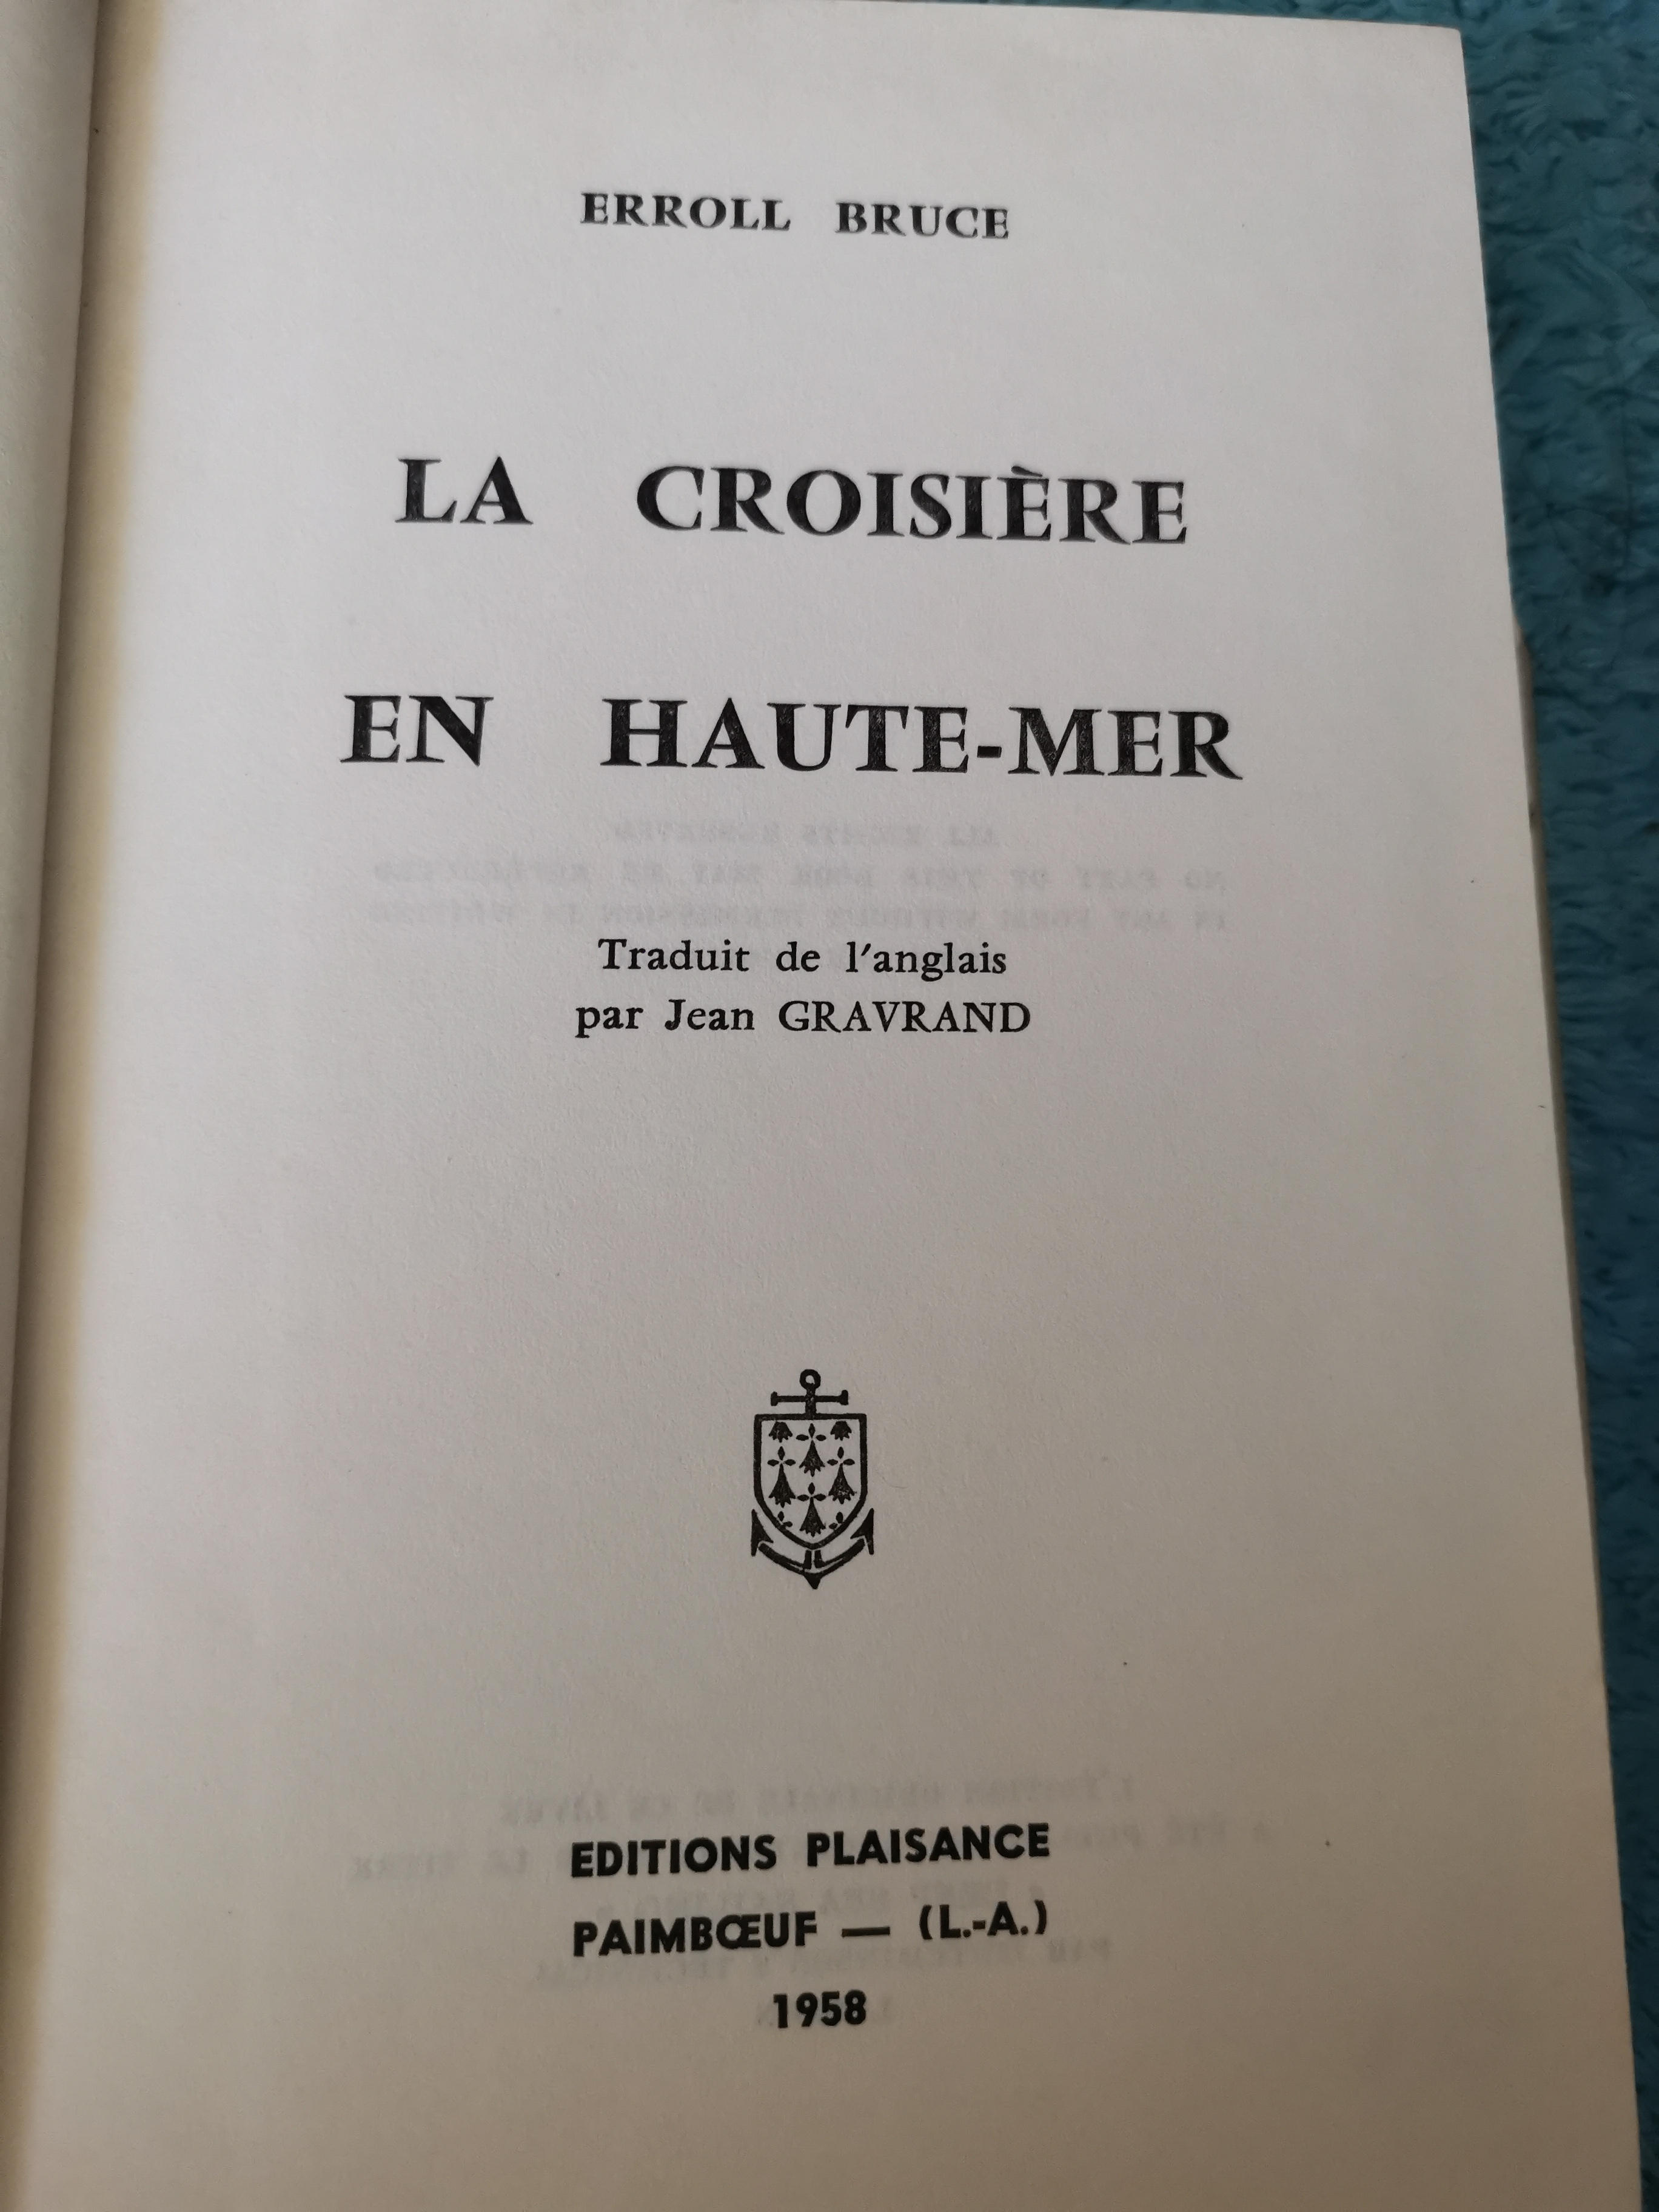 ERROLL BRUCE
LA CROISIÈRE
EN HAUTE-MER
Traduit de l'anglais
par Jean GRAVRAND
EDITIONS PLAISANCE
PAIMBŒUF — (L.-A.)
1958